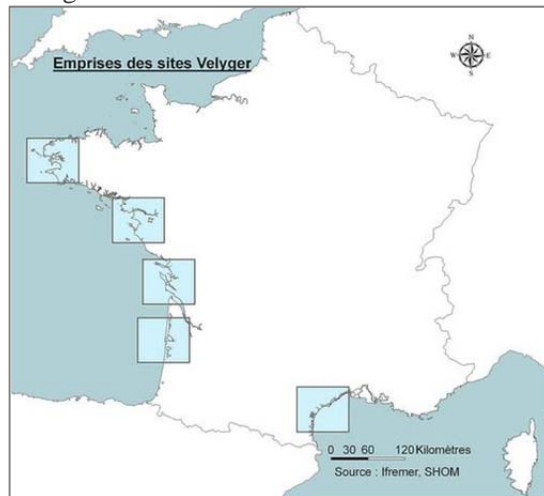 Emprises des sites Velyger
N
W E
S
0 30 60 120 Kilomètres
Source : Ifremer, SHOM